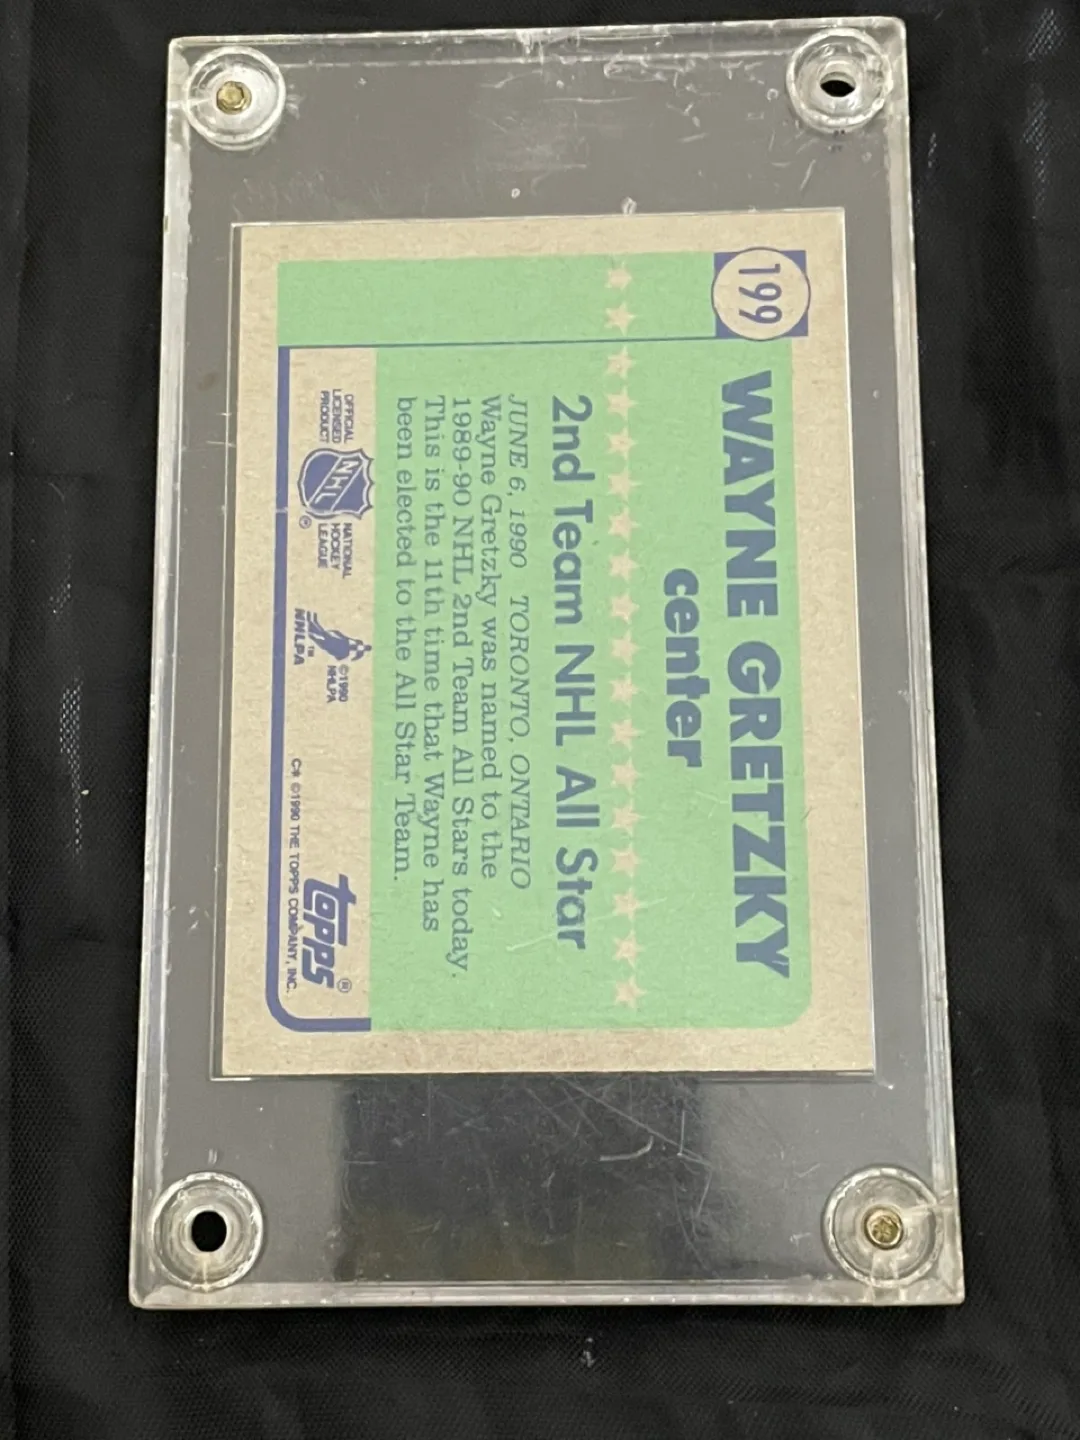 199
WAYNE GRETZKY
center
2nd Team NHL All Star
JUNE 6, 1990 TORONTO, ONTARIO
Wayne Gretzky was named to the
1989-90 NHL 2nd Team All Stars today.
This is the 11th time that Wayne has
been elected to the All Star Team.
OFFICIAL
LICENSED
PRODUCT
NHL
®
NATIONAL
HOCKEY
LEAGUE
NHLPA
™
©1990
NHLPA
topps®
C* ©1990 THE TOPPS COMPANY, INC.